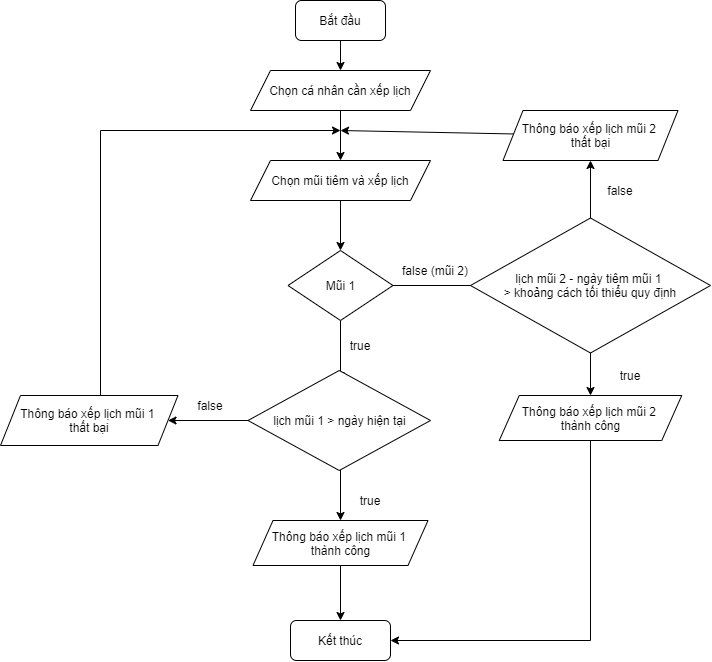 Bắt đầu
Chọn cá nhân cần xếp lịch
Thông báo xếp lịch mũi 2
thất bại
Chọn mũi tiêm và xếp lịch
false
Mũi 1
false (mũi 2)
lịch mũi 2 - ngày tiêm mũi 1
> khoảng cách tối thiểu quy định
true
true
Thông báo xếp lịch mũi 1
thất bại
false
lịch mũi 1 > ngày hiện tại
Thông báo xếp lịch mũi 2
thành công
true
Thông báo xếp lịch mũi 1
thành công
Kết thúc